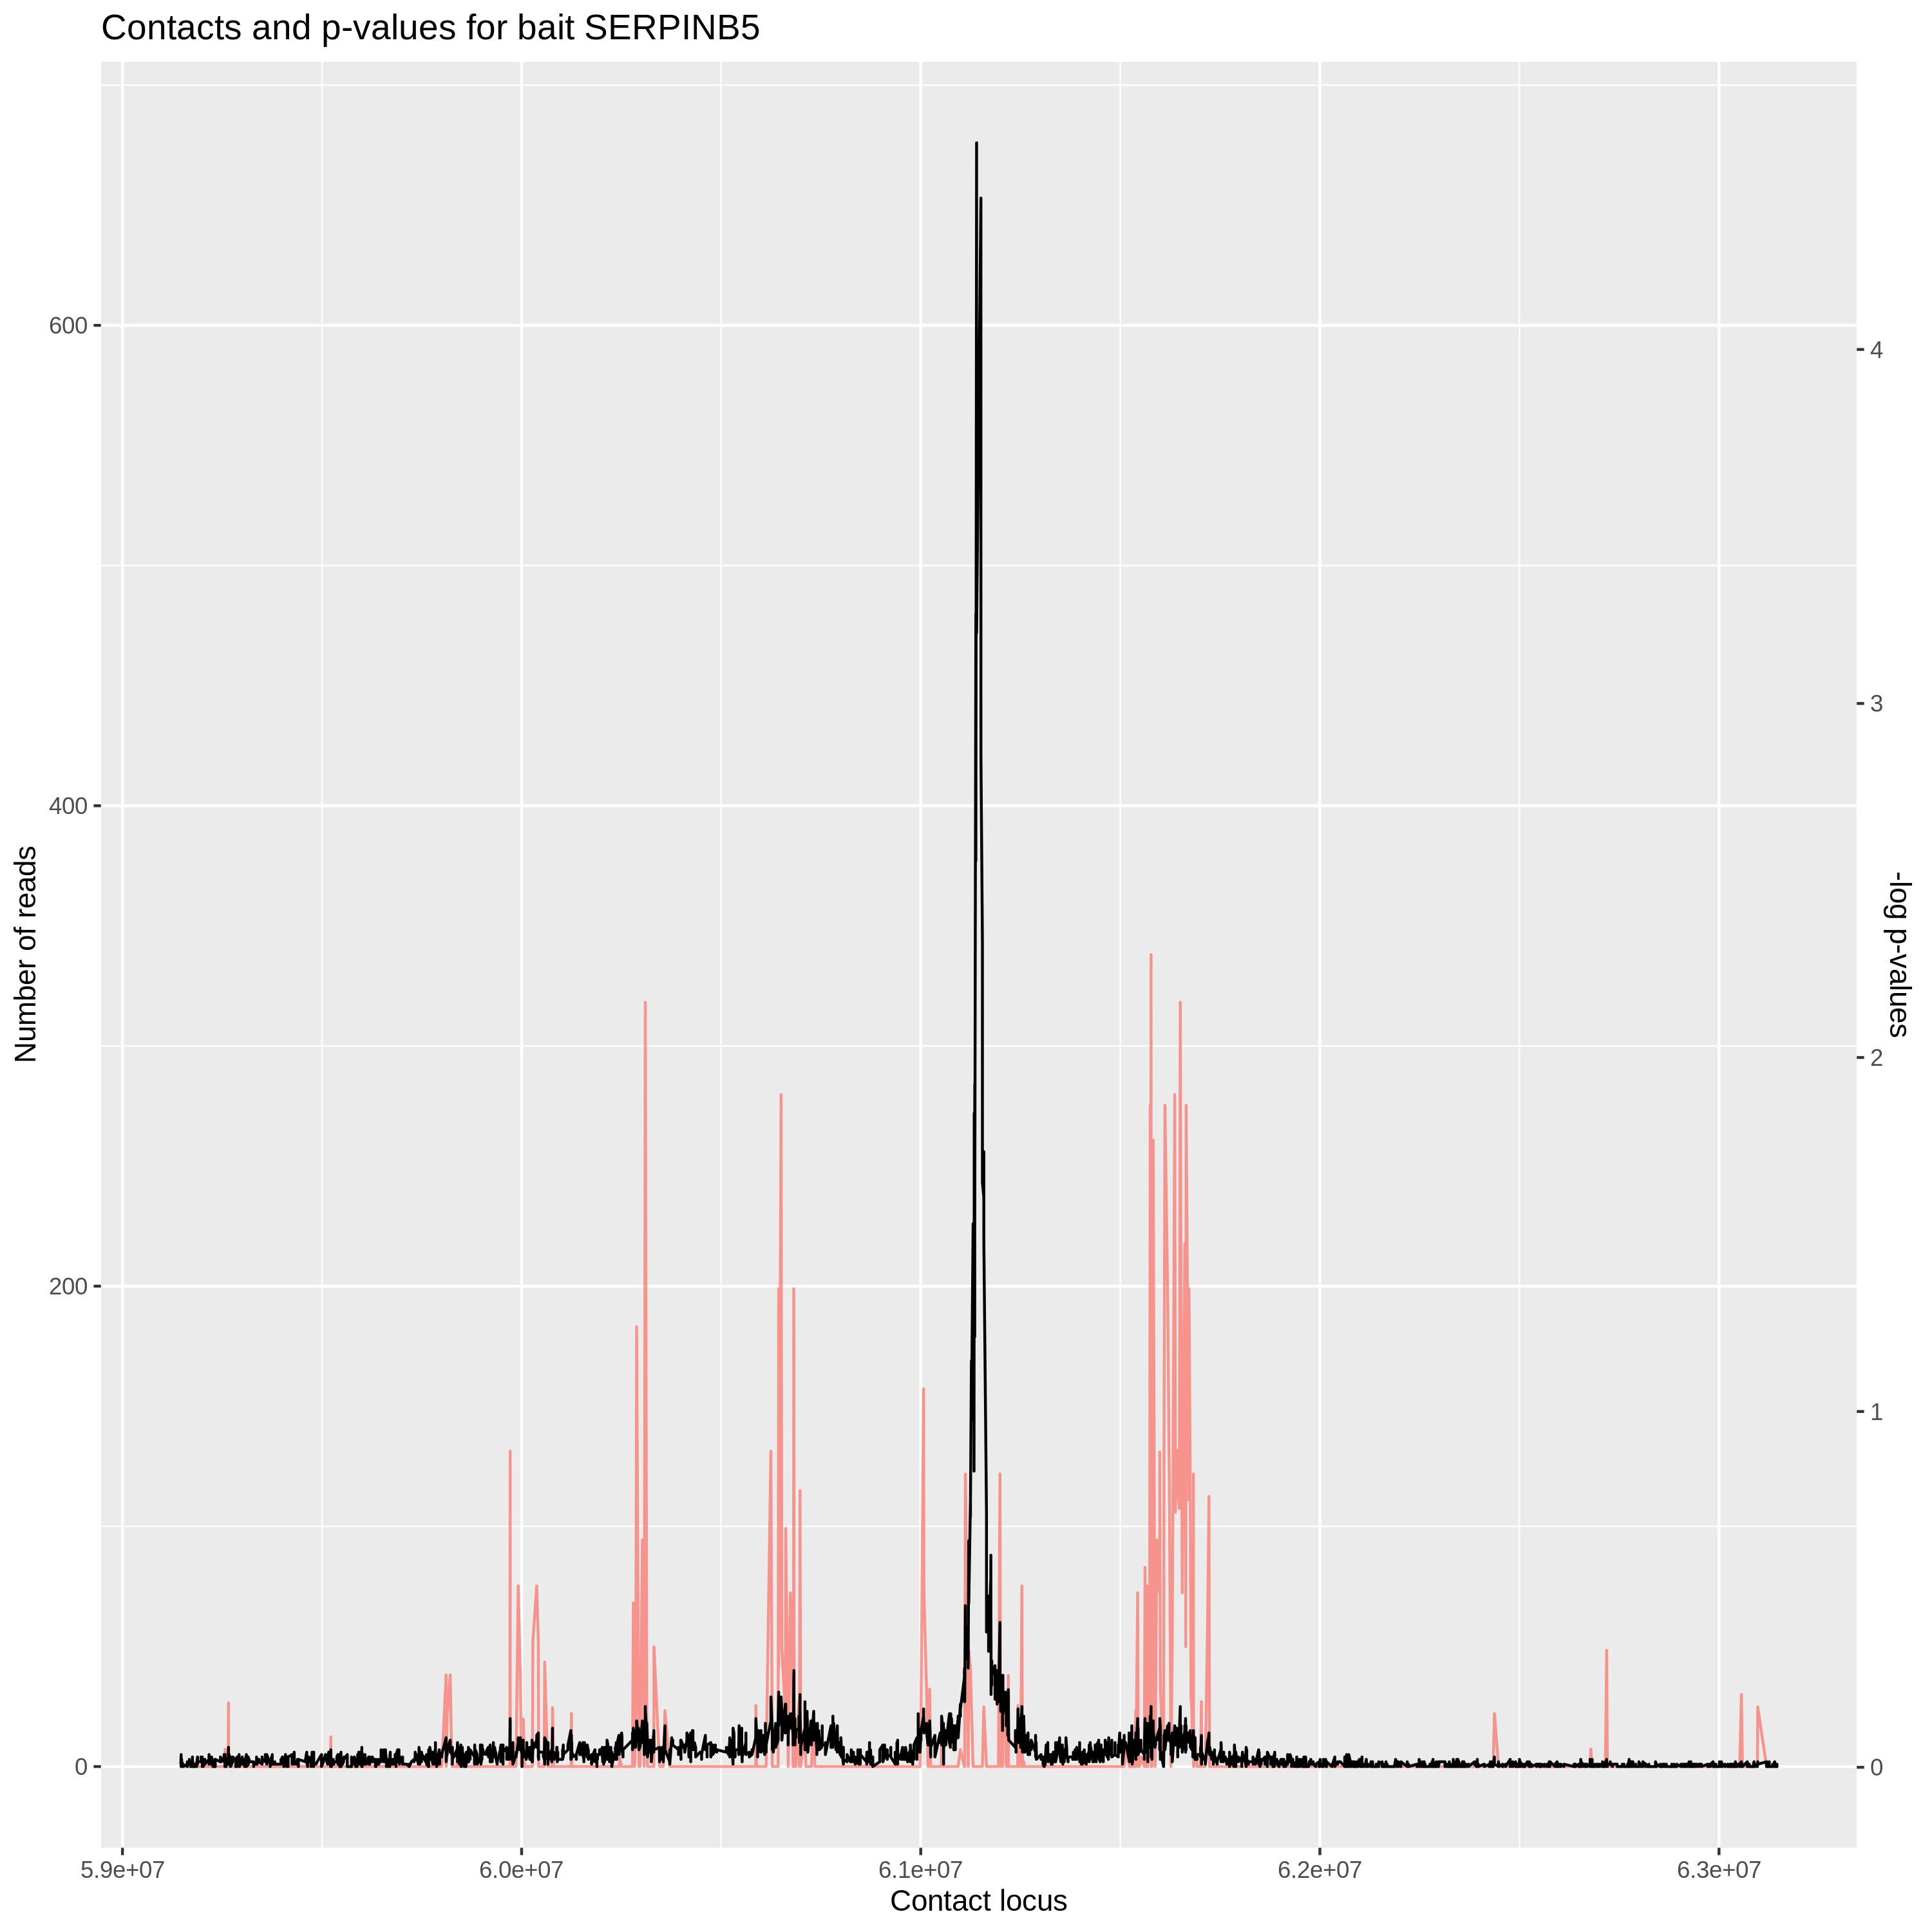 Contacts and p-values for bait SERPINB5
Number of reads
600
400
200
0
4
3
2
1
0
-log p-values
5.9e+07
6.0e+07
6.1e+07
6.2e+07
6.3e+07
Contact locus